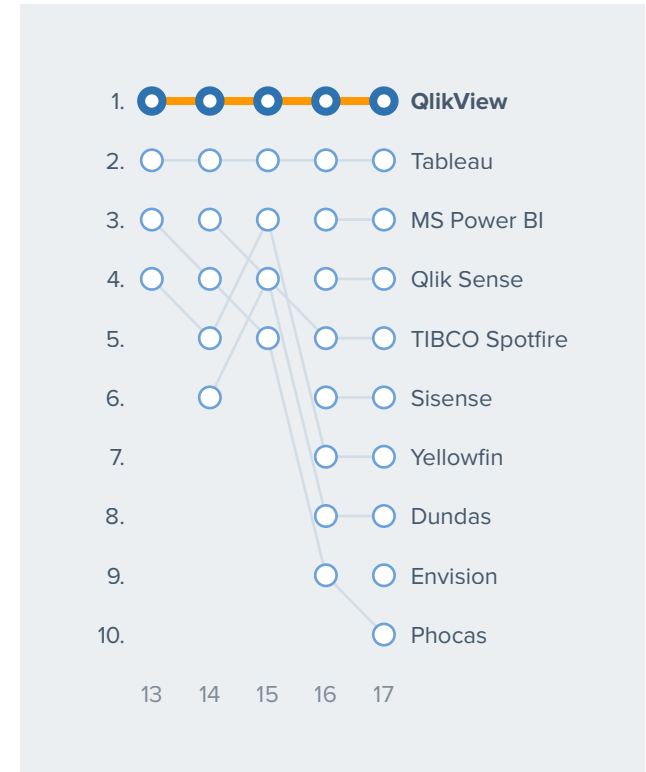 1. QlikView
2. Tableau
3. MS Power BI
4. Qlik Sense
5. TIBCO Spotfire
6. Sisense
7. Yellowfin
8. Dundas
9. Envision
10. Phocas
13 14 15 16 17